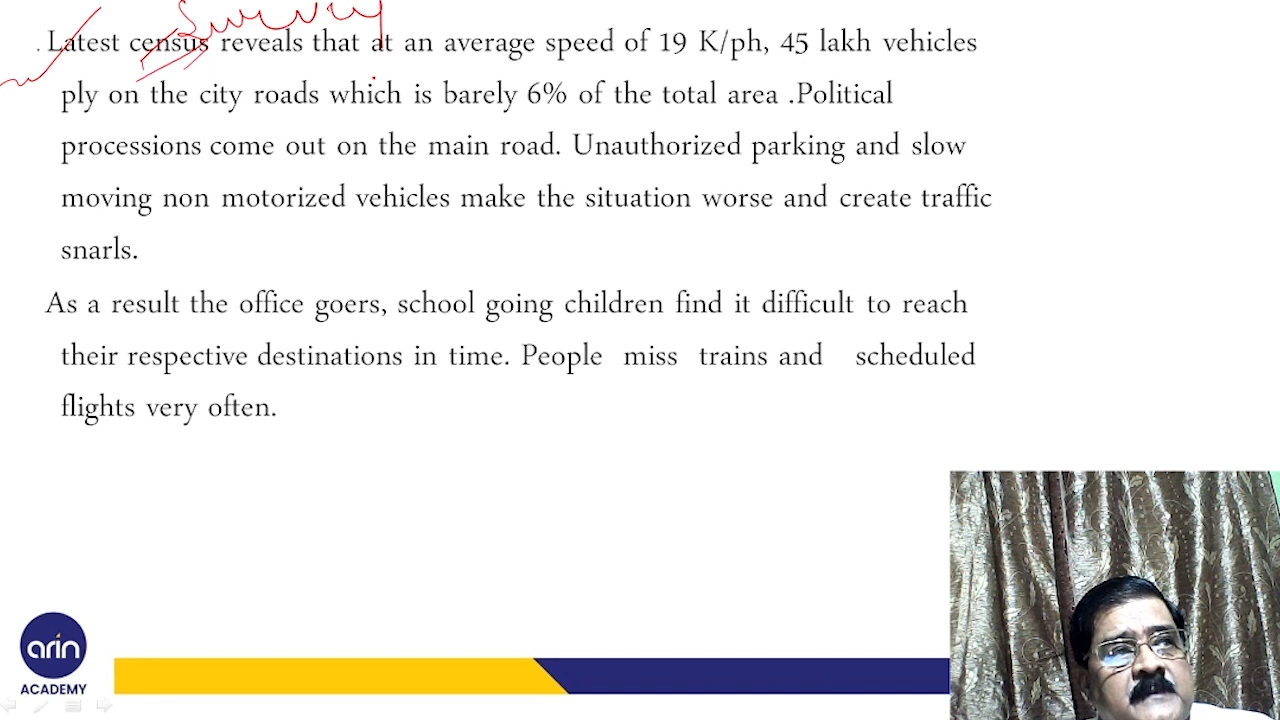 Survey
. Latest census reveals that at an average speed of 19 K/ph, 45 lakh vehicles
ply on the city roads which is barely 6% of the total area .Political
processions come out on the main road. Unauthorized parking and slow
moving non motorized vehicles make the situation worse and create traffic
snarls.
As a result the office goers, school going children find it difficult to reach
their respective destinations in time. People miss trains and scheduled
flights very often.
arin
ACADEMY